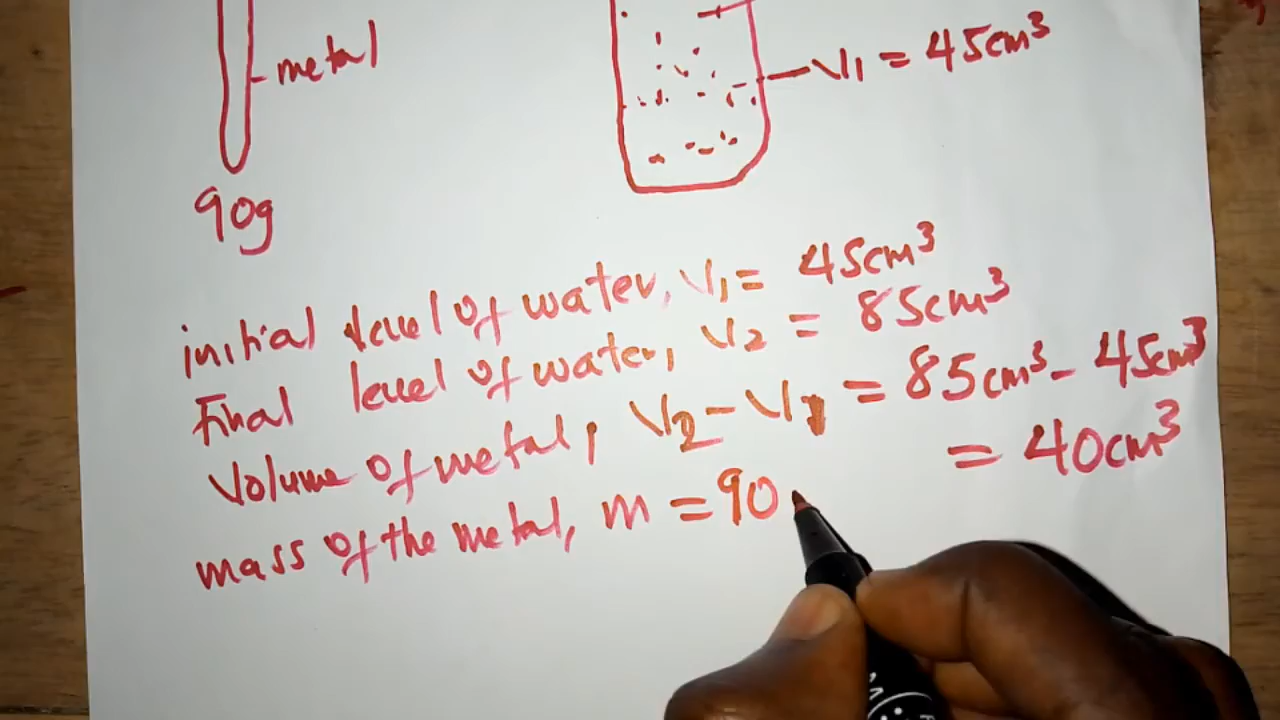 metal
V₁ = 45cm³
90g
initial level of water, V₁ = 45cm³
Final level of water, V₂ = 85cm³
Volume of metal, V₂ - V₁ = 85cm³ - 45cm³
= 40cm³
mass of the metal, m = 90